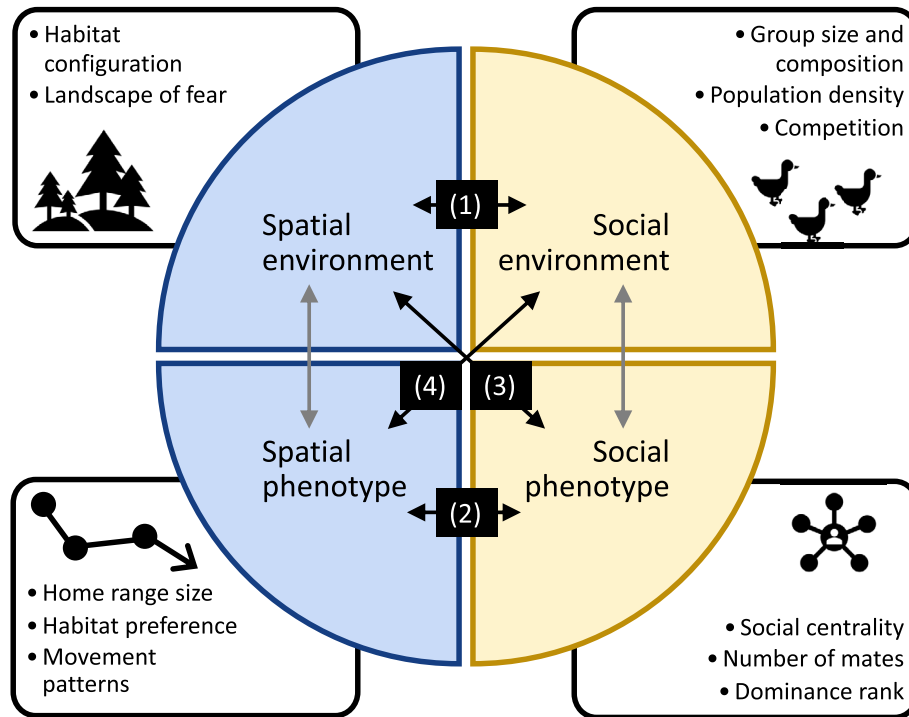 • Habitat
configuration
• Landscape of fear
• Group size and
composition
• Population density
• Competition
(1)
Spatial
environment
Social
environment
(4)
(3)
Spatial
phenotype
Social
phenotype
(2)
• Home range size
• Habitat preference
• Movement
patterns
• Social centrality
• Number of mates
• Dominance rank